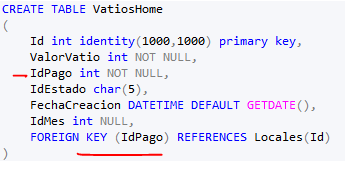 CREATE TABLE VatiosHome
(
Id int identity(1000,1000) primary key,
ValorVatio int NOT NULL,
IdPago int NOT NULL,
IdEstado char(5),
FechaCreacion DATETIME DEFAULT GETDATE(),
IdMes int NULL,
FOREIGN KEY (IdPago) REFERENCES Locales(Id)
)